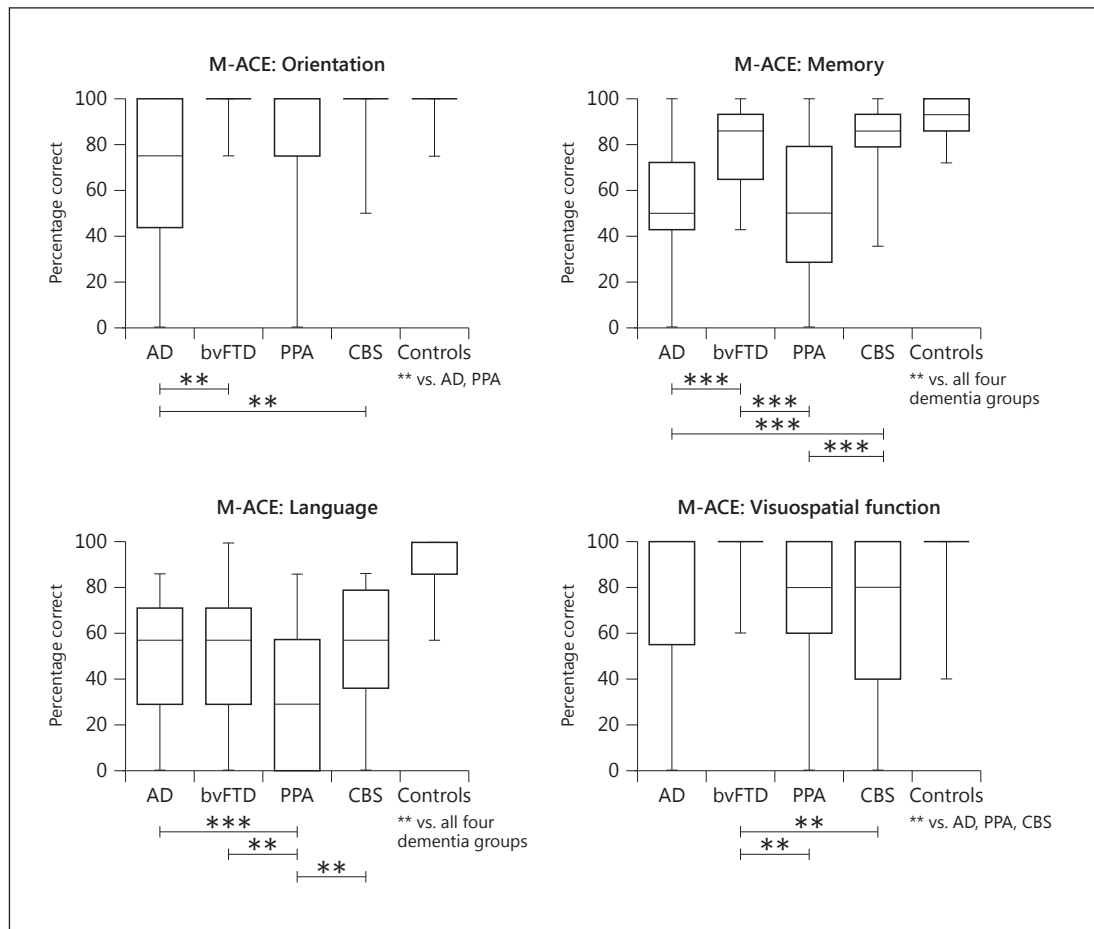 M-ACE: Orientation
Percentage correct
100
80
60
40
20
0
AD bvFTD PPA CBS Controls
** vs. AD, PPA
**
**
M-ACE: Memory
Percentage correct
100
80
60
40
20
0
AD bvFTD PPA CBS Controls
** vs. all four
dementia groups
***
***
***
***
M-ACE: Language
Percentage correct
100
80
60
40
20
0
AD bvFTD PPA CBS Controls
** vs. all four
dementia groups
***
**
**
M-ACE: Visuospatial function
Percentage correct
100
80
60
40
20
0
AD bvFTD PPA CBS Controls
** vs. AD, PPA, CBS
**
**